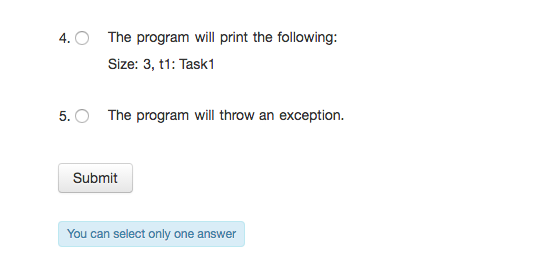 4. The program will print the following:
Size: 3, t1: Task1
5. The program will throw an exception.
Submit
You can select only one answer